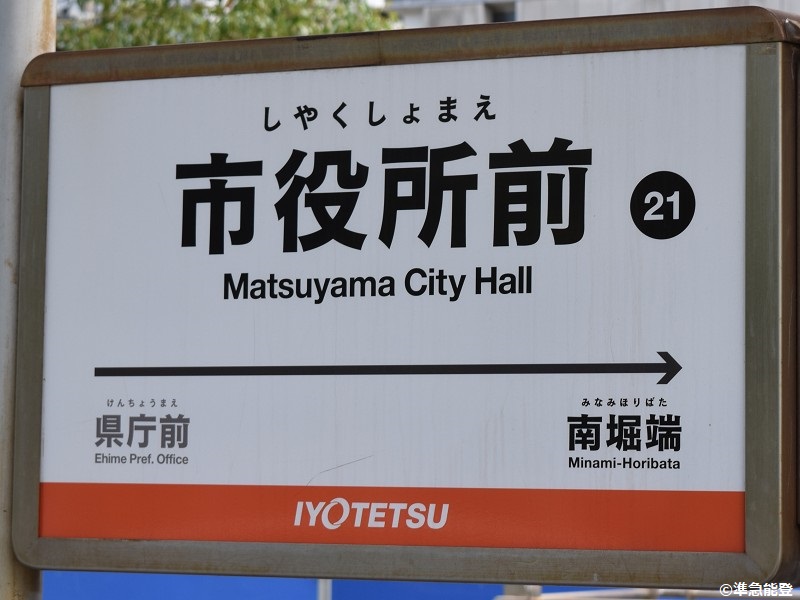 しやくしょまえ
市役所前 21
Matsuyama City Hall
けんちょうまえ みなみほりばた
県庁前 南堀端
Ehime Pref. Office Minami-Horibata
IYOTETSU
©準急能登